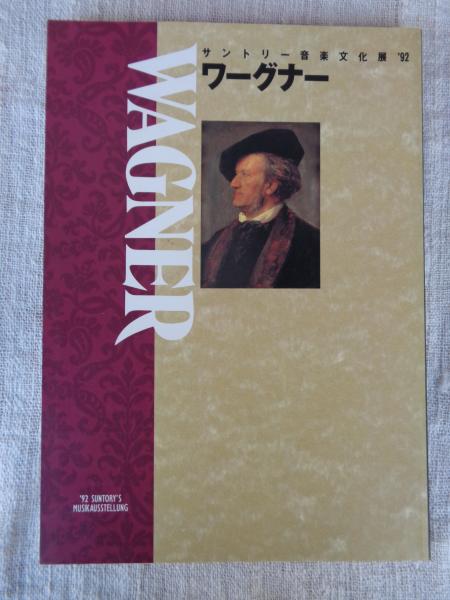 サントリー音楽文化展 '92
ワーグナー
WAGNER
'92 SUNTORY'S
MUSIKAUSSTELLUNG